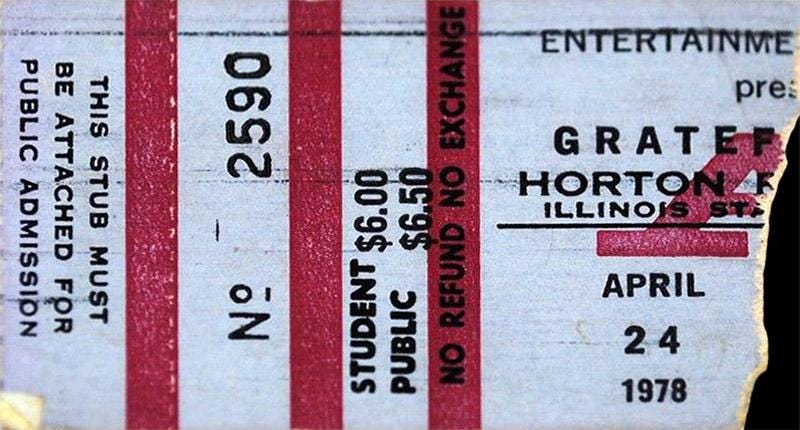 THIS STUB MUST
BE ATTACHED FOR
PUBLIC ADMISSION
Nº 2590
STUDENT $6.00
PUBLIC $6.50
NO REFUND NO EXCHANGE
ENTERTAINME
pres
GRATEF
HORTON F
ILLINOIS STA
APRIL
24
1978